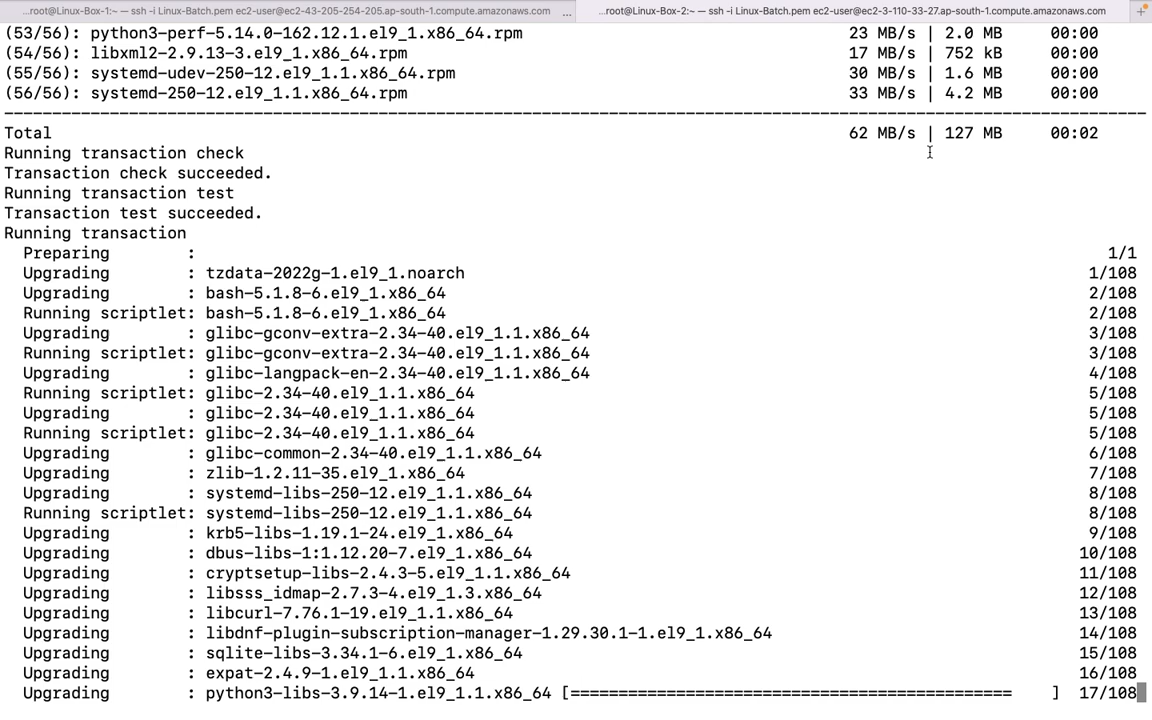 ...root@Linux-Box-1:~ — ssh -i Linux-Batch.pem ec2-user@ec2-43-205-254-205.ap-south-1.compute.amazonaws.com ...
...root@Linux-Box-2:~ — ssh -i Linux-Batch.pem ec2-user@ec2-3-110-33-27.ap-south-1.compute.amazonaws.com +
(53/56): python3-perf-5.14.0-162.12.1.el9_1.x86_64.rpm 23 MB/s | 2.0 MB 00:00
(54/56): libxml2-2.9.13-3.el9_1.x86_64.rpm 17 MB/s | 752 kB 00:00
(55/56): systemd-udev-250-12.el9_1.1.x86_64.rpm 30 MB/s | 1.6 MB 00:00
(56/56): systemd-250-12.el9_1.1.x86_64.rpm 33 MB/s | 4.2 MB 00:00
--------------------------------------------------------------------------------
Total 62 MB/s | 127 MB 00:02
Running transaction check
Transaction check succeeded.
Running transaction test
Transaction test succeeded.
Running transaction
Preparing : 1/1
Upgrading : tzdata-2022g-1.el9_1.noarch 1/108
Upgrading : bash-5.1.8-6.el9_1.x86_64 2/108
Running scriptlet: bash-5.1.8-6.el9_1.x86_64 2/108
Upgrading : glibc-gconv-extra-2.34-40.el9_1.1.x86_64 3/108
Running scriptlet: glibc-gconv-extra-2.34-40.el9_1.1.x86_64 3/108
Upgrading : glibc-langpack-en-2.34-40.el9_1.1.x86_64 4/108
Running scriptlet: glibc-2.34-40.el9_1.1.x86_64 5/108
Upgrading : glibc-2.34-40.el9_1.1.x86_64 5/108
Running scriptlet: glibc-2.34-40.el9_1.1.x86_64 5/108
Upgrading : glibc-common-2.34-40.el9_1.1.x86_64 6/108
Upgrading : zlib-1.2.11-35.el9_1.x86_64 7/108
Upgrading : systemd-libs-250-12.el9_1.1.x86_64 8/108
Running scriptlet: systemd-libs-250-12.el9_1.1.x86_64 8/108
Upgrading : krb5-libs-1.19.1-24.el9_1.x86_64 9/108
Upgrading : dbus-libs-1:1.12.20-7.el9_1.x86_64 10/108
Upgrading : cryptsetup-libs-2.4.3-5.el9_1.1.x86_64 11/108
Upgrading : libsss_idmap-2.7.3-4.el9_1.3.x86_64 12/108
Upgrading : libcurl-7.76.1-19.el9_1.1.x86_64 13/108
Upgrading : libdnf-plugin-subscription-manager-1.29.30.1-1.el9_1.x86_64 14/108
Upgrading : sqlite-libs-3.34.1-6.el9_1.x86_64 15/108
Upgrading : expat-2.4.9-1.el9_1.1.x86_64 16/108
Upgrading : python3-libs-3.9.14-1.el9_1.1.x86_64 [============================================== ] 17/108